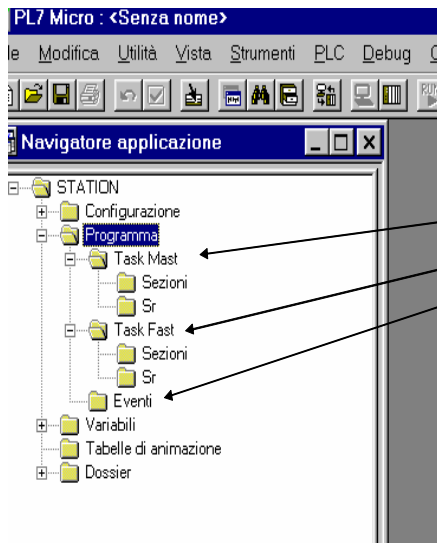 PL7 Micro : <Senza nome>
Modifica Utilità Vista Strumenti PLC Debug
RUN
Navigatore applicazione
STATION
Configurazione
Programma
Task Mast
Sezioni
Sr
Task Fast
Sezioni
Sr
Eventi
Variabili
Tabelle di animazione
Dossier